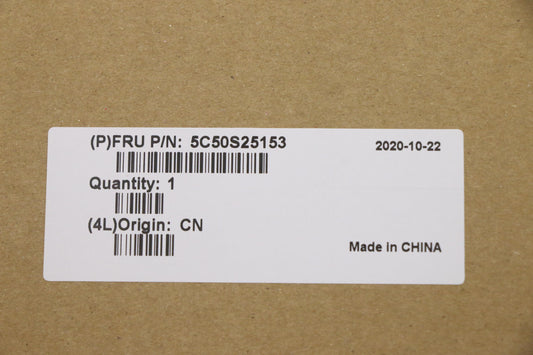 (P)FRU P/N: 5C50S25153
2020-10-22
Quantity: 1
(4L)Origin: CN
Made in CHINA